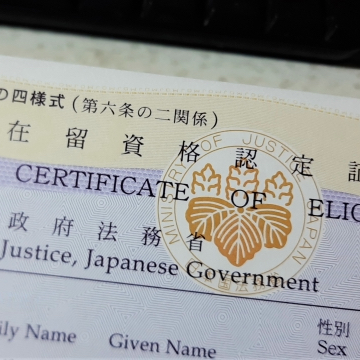 の四様式(第六条の二関係)
在留資格認定証
CERTIFICATE OF ELIG
政府法務省
Justice, Japanese Government
MINISTRY OF JUSTICE JAPAN
ily Name Given Name 性別
Sex